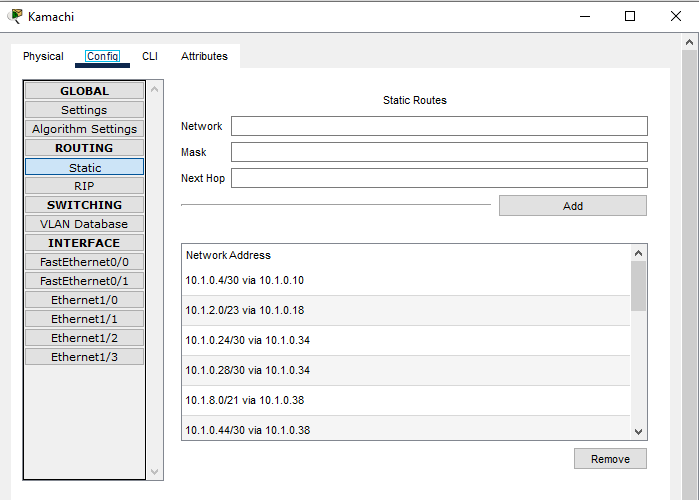 Kamachi
Physical Config CLI Attributes
GLOBAL
Settings
Algorithm Settings
ROUTING
Static
RIP
SWITCHING
VLAN Database
INTERFACE
FastEthernet0/0
FastEthernet0/1
Ethernet1/0
Ethernet1/1
Ethernet1/2
Ethernet1/3
Static Routes
Network
Mask
Next Hop
Add
Network Address
10.1.0.4/30 via 10.1.0.10
10.1.2.0/23 via 10.1.0.18
10.1.0.24/30 via 10.1.0.34
10.1.0.28/30 via 10.1.0.34
10.1.8.0/21 via 10.1.0.38
10.1.0.44/30 via 10.1.0.38
Remove